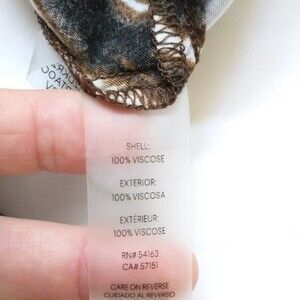 SHELL:
100% VISCOSE
EXTERIOR:
100% VISCOSA
EXTÉRIEUR:
100% VISCOSE
RN# 54163
CA# 57151
CARE ON REVERSE
CUIDADO AL REVERSO